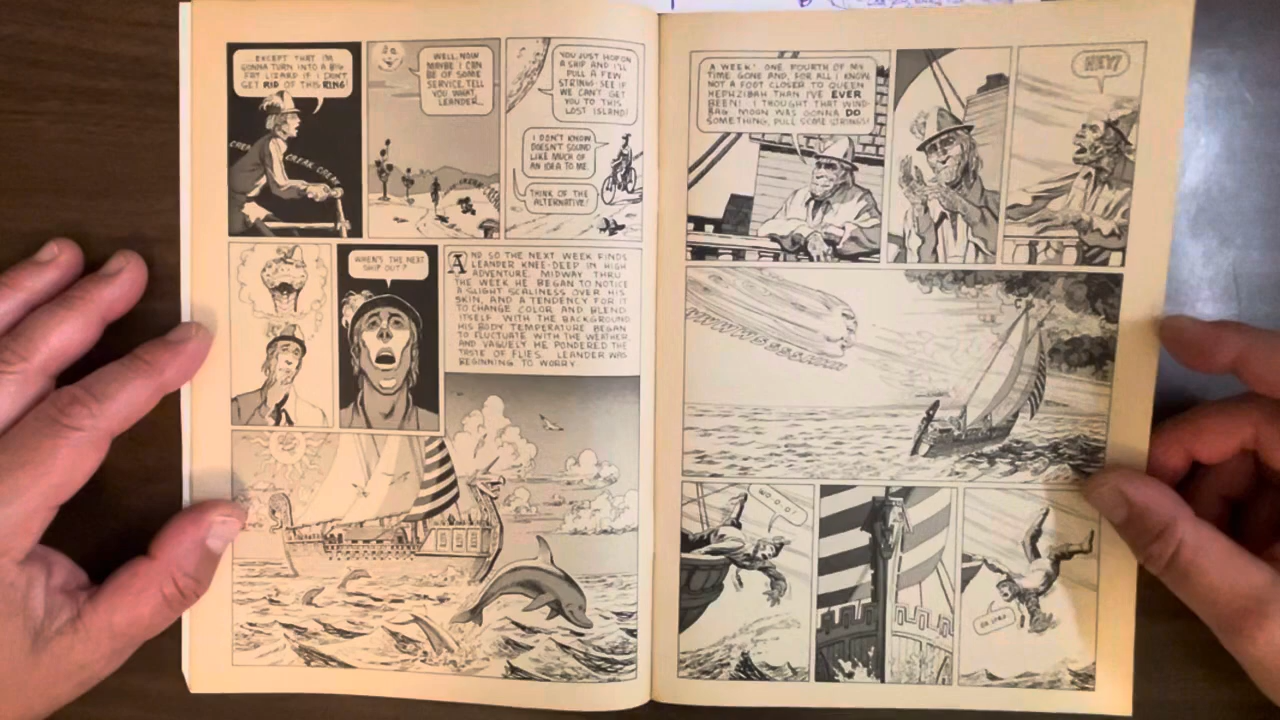 EXCEPT THAT I'M
GONNA TURN INTO A BIG
FAT LIZARD IF I DON'T
GET RID OF THIS RING!
CREAK CREAK
WELL, NOW
MAYBE I CAN
BE OF SOME
SERVICE. TELL
YOU WHAT,
LEANDER...
YOU JUST HOP ON
A SHIP AND I'LL
PULL A FEW
STRINGS - SEE IF
WE CAN'T GET
YOU TO THIS
LOST ISLAND!
I DON'T KNOW
DOESN'T SOUND
LIKE MUCH OF
AN IDEA TO ME.
THINK OF THE
ALTERNATIVE!
WHEN'S THE NEXT
SHIP OUT?
AND SO THE NEXT WEEK FINDS
LEANDER KNEE-DEEP IN HIGH
ADVENTURE. MIDWAY THRU
THE WEEK HE BEGAN TO NOTICE
A SLIGHT SCALINESS OVER HIS
SKIN, AND A TENDENCY FOR IT
TO CHANGE COLOR AND BLEND
ITSELF WITH THE BACKGROUND.
HIS BODY TEMPERATURE BEGAN
TO FLUCTUATE WITH THE WEATHER,
AND VAGUELY HE PONDERED THE
TASTE OF FLIES. LEANDER WAS
BEGINNING TO WORRY
A WEEK! ONE FOURTH OF MY
TIME GONE AND, FOR ALL I KNOW,
NOT A FOOT CLOSER TO QUEEN
HEPHZIBAH THAN I'VE EVER
BEEN! I THOUGHT THAT WIND-
BAG MOON WAS GONNA DO
SOMETHING, PULL SOME STRINGS!
HEY!
WO-O-O!